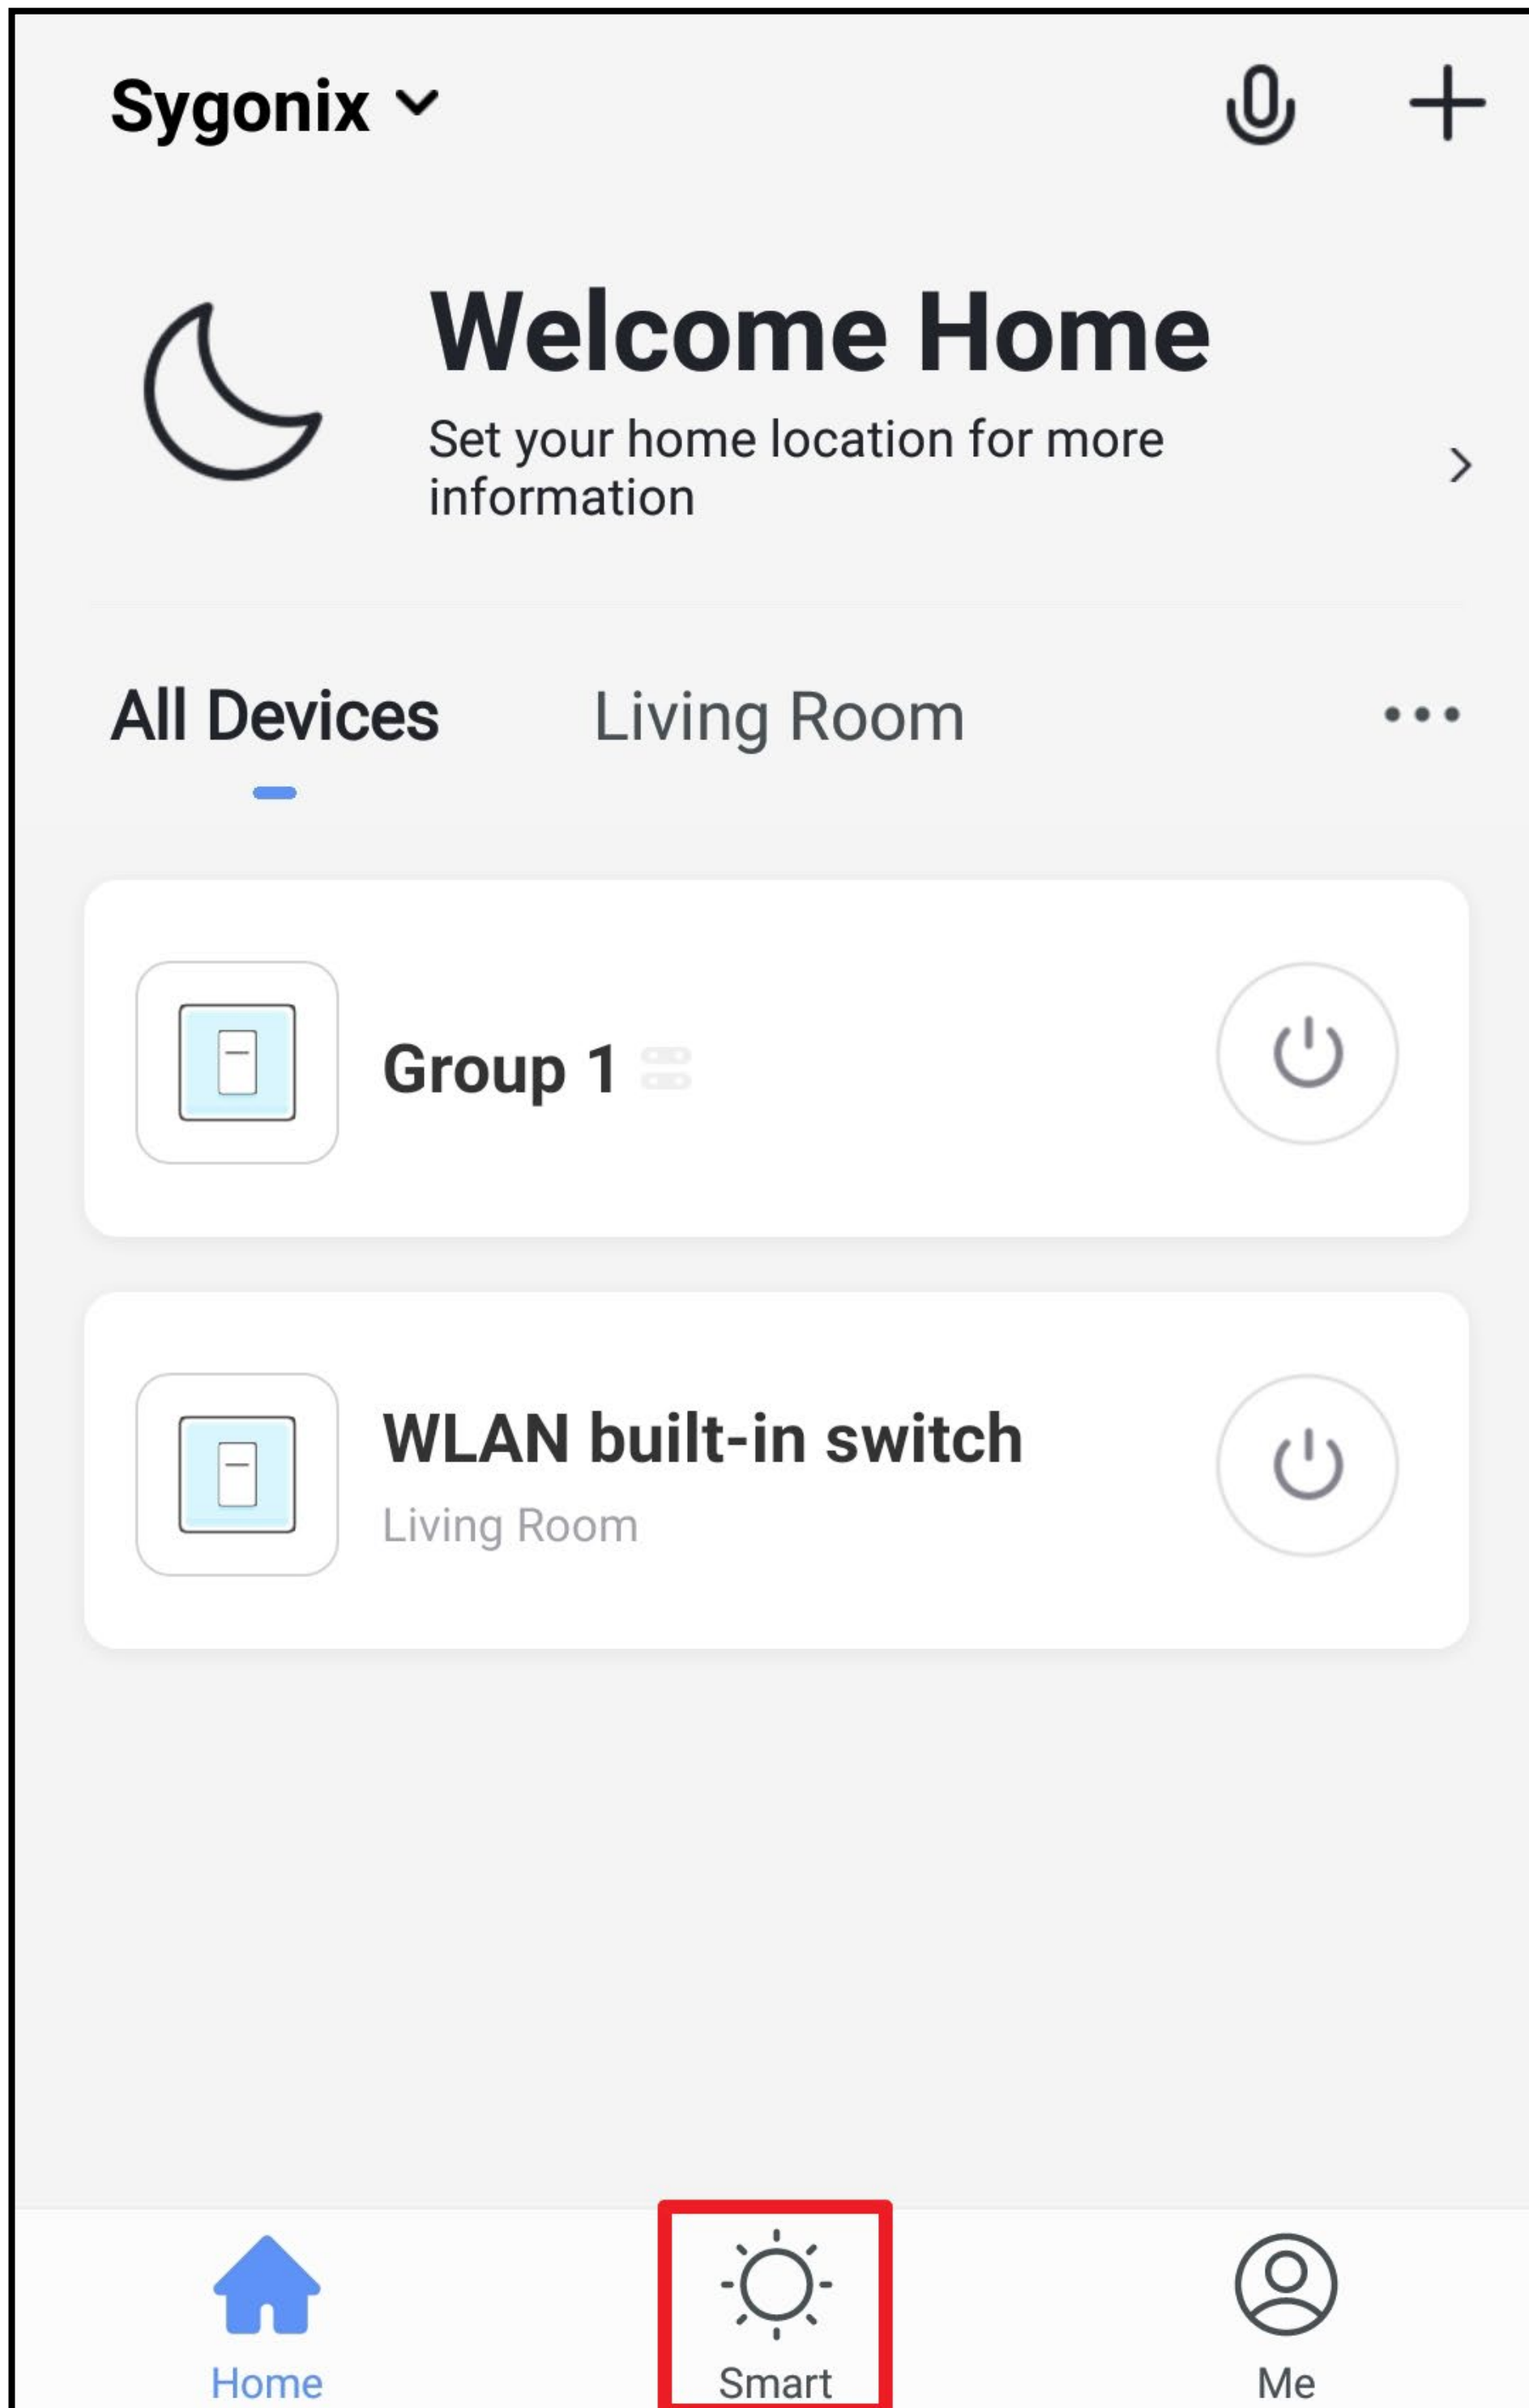 Sygonix
Welcome Home
Set your home location for more
information
All Devices Living Room
Group 1
WLAN built-in switch
Living Room
Home Smart Me